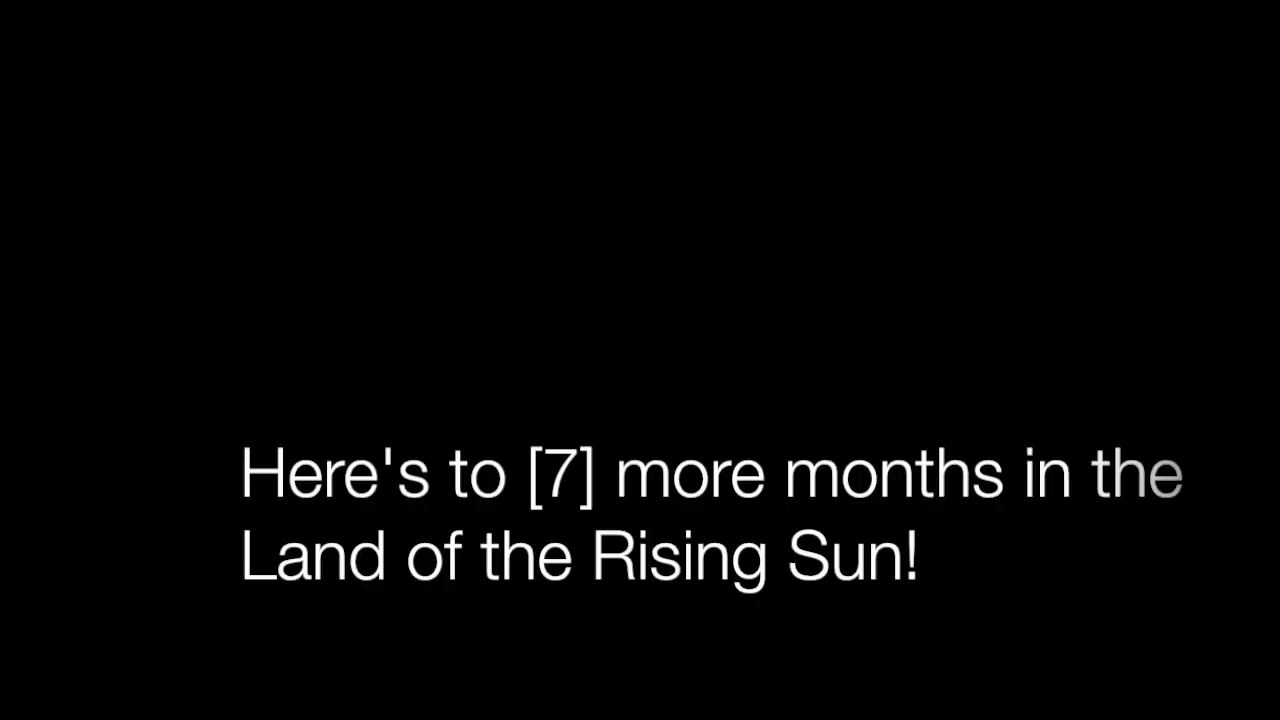 Here's to [7] more months in the
Land of the Rising Sun!